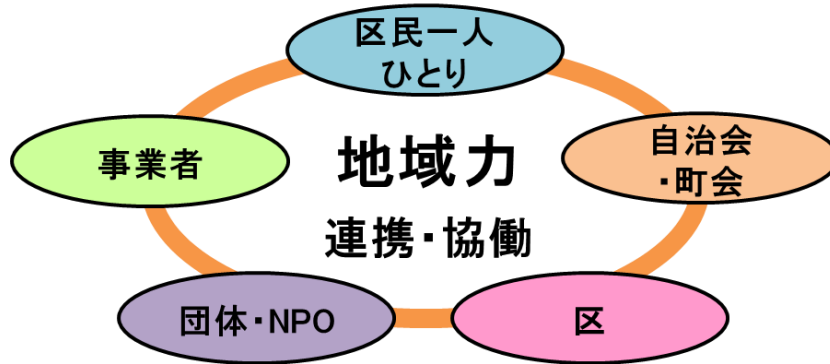 区民一人
ひとり
事業者
地域力
自治会
・町会
連携・協働
団体・NPO
区